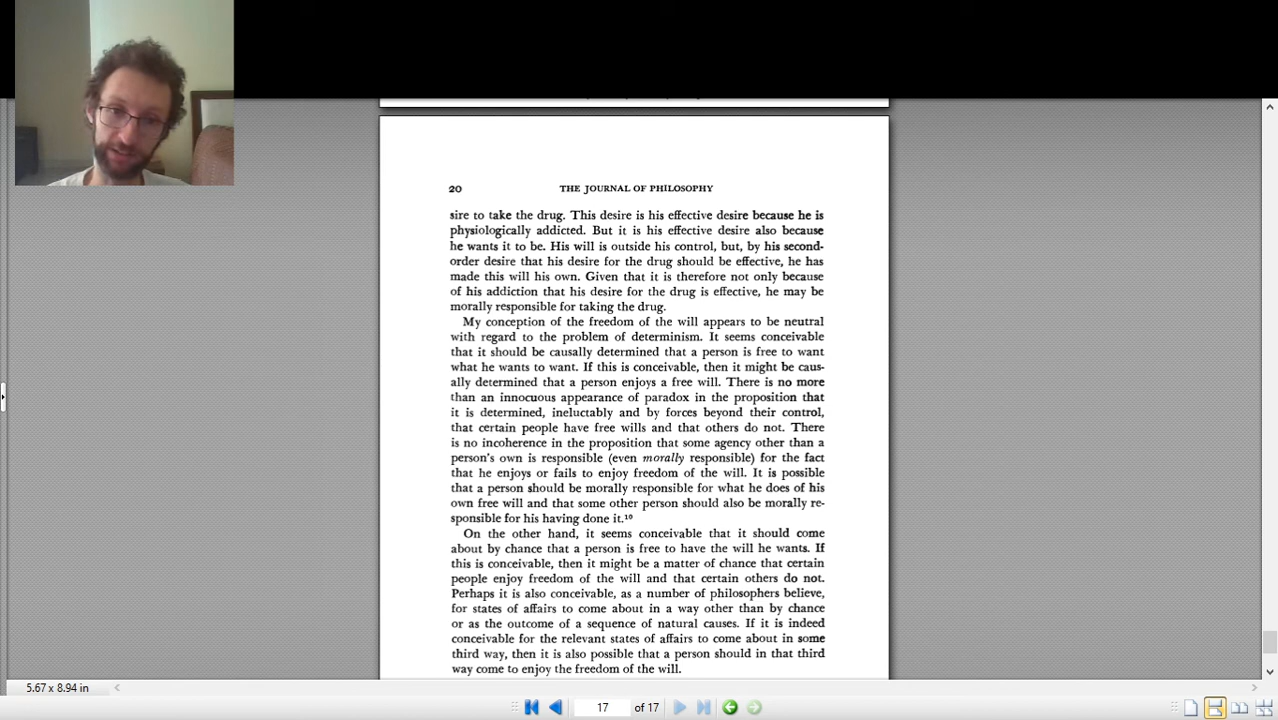 20 THE JOURNAL OF PHILOSOPHY
sire to take the drug. This desire is his effective desire because he is
physiologically addicted. But it is his effective desire also because
he wants it to be. His will is outside his control, but, by his second-
order desire that his desire for the drug should be effective, he has
made this will his own. Given that it is therefore not only because
of his addiction that his desire for the drug is effective, he may be
morally responsible for taking the drug.
My conception of the freedom of the will appears to be neutral
with regard to the problem of determinism. It seems conceivable
that it should be causally determined that a person is free to want
what he wants to want. If this is conceivable, then it might be caus-
ally determined that a person enjoys a free will. There is no more
than an innocuous appearance of paradox in the proposition that
it is determined, ineluctably and by forces beyond their control,
that certain people have free wills and that others do not. There
is no incoherence in the proposition that some agency other than a
person's own is responsible (even morally responsible) for the fact
that he enjoys or fails to enjoy freedom of the will. It is possible
that a person should be morally responsible for what he does of his
own free will and that some other person should also be morally re-
sponsible for his having done it.¹⁰
On the other hand, it seems conceivable that it should come
about by chance that a person is free to have the will he wants. If
this is conceivable, then it might be a matter of chance that certain
people enjoy freedom of the will and that certain others do not.
Perhaps it is also conceivable, as a number of philosophers believe,
for states of affairs to come about in a way other than by chance
or as the outcome of a sequence of natural causes. If it is indeed
conceivable for the relevant states of affairs to come about in some
third way, then it is also possible that a person should in that third
way come to enjoy the freedom of the will.
5.67 x 8.94 in
17 of 17